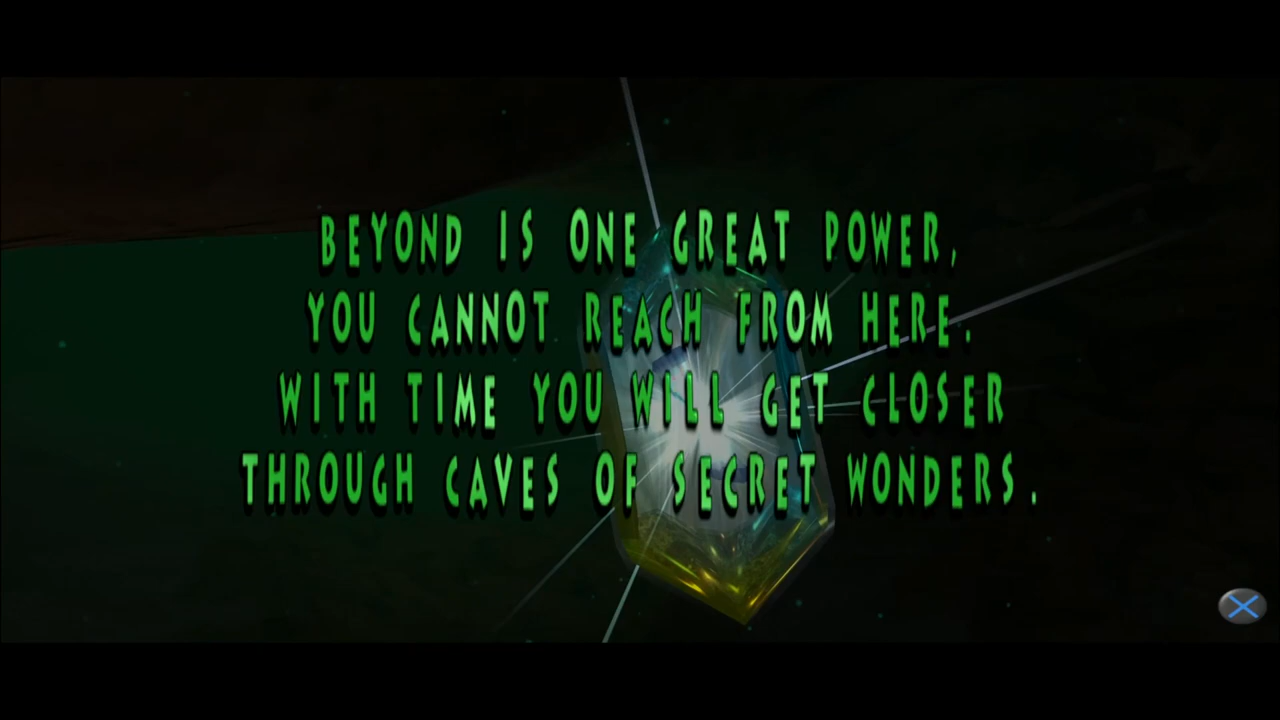 BEYOND IS ONE GREAT POWER,
YOU CANNOT REACH FROM HERE.
WITH TIME YOU WILL GET CLOSER
THROUGH CAVES OF SECRET WONDERS.